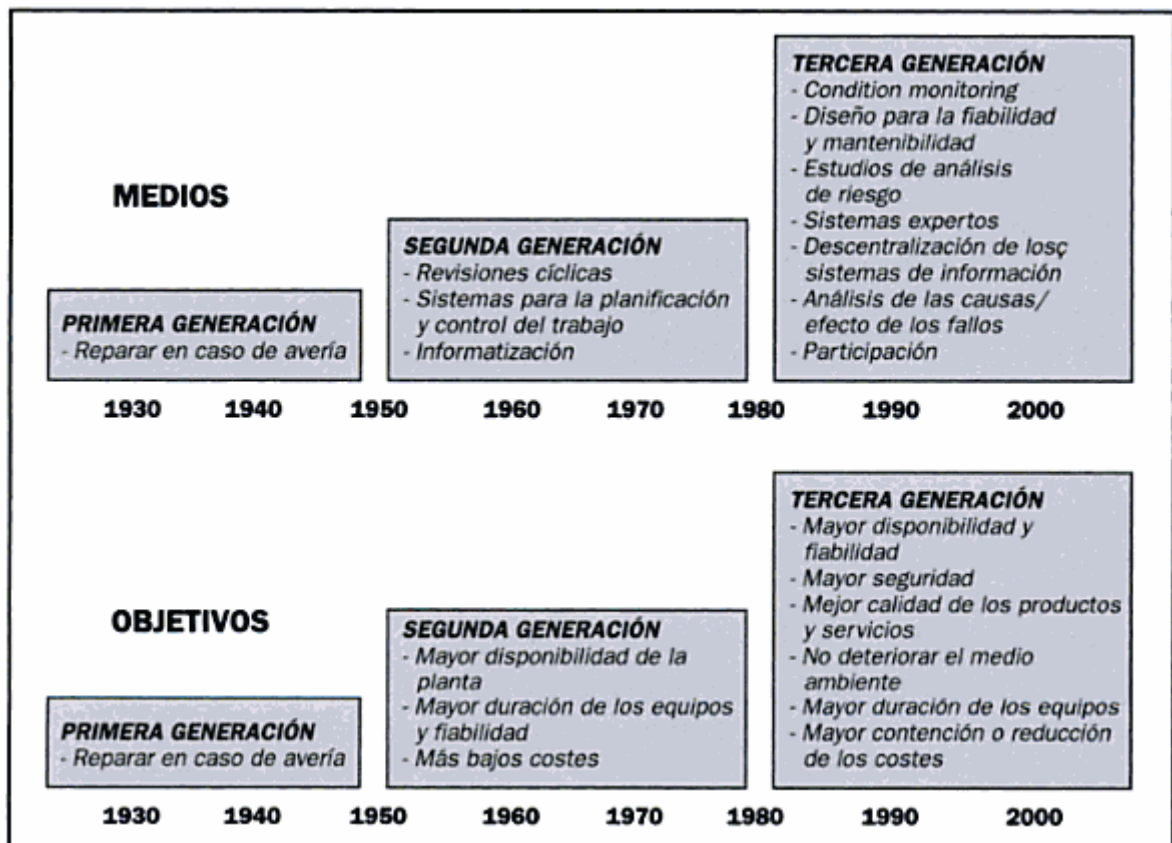 MEDIOS
PRIMERA GENERACIÓN
- Reparar en caso de avería
SEGUNDA GENERACIÓN
- Revisiones cíclicas
- Sistemas para la planificación
y control del trabajo
- Informatización
TERCERA GENERACIÓN
- Condition monitoring
- Diseño para la fiabilidad
y mantenibilidad
- Estudios de análisis
de riesgo
- Sistemas expertos
- Descentralización de losç
sistemas de información
- Análisis de las causas/
efecto de los fallos
- Participación
1930 1940 1950 1960 1970 1980 1990 2000
OBJETIVOS
PRIMERA GENERACIÓN
- Reparar en caso de avería
SEGUNDA GENERACIÓN
- Mayor disponibilidad de la
planta
- Mayor duración de los equipos
y fiabilidad
- Más bajos costes
TERCERA GENERACIÓN
- Mayor disponibilidad y
fiabilidad
- Mayor seguridad
- Mejor calidad de los productos
y servicios
- No deteriorar el medio
ambiente
- Mayor duración de los equipos
- Mayor contención o reducción
de los costes
1930 1940 1950 1960 1970 1980 1990 2000